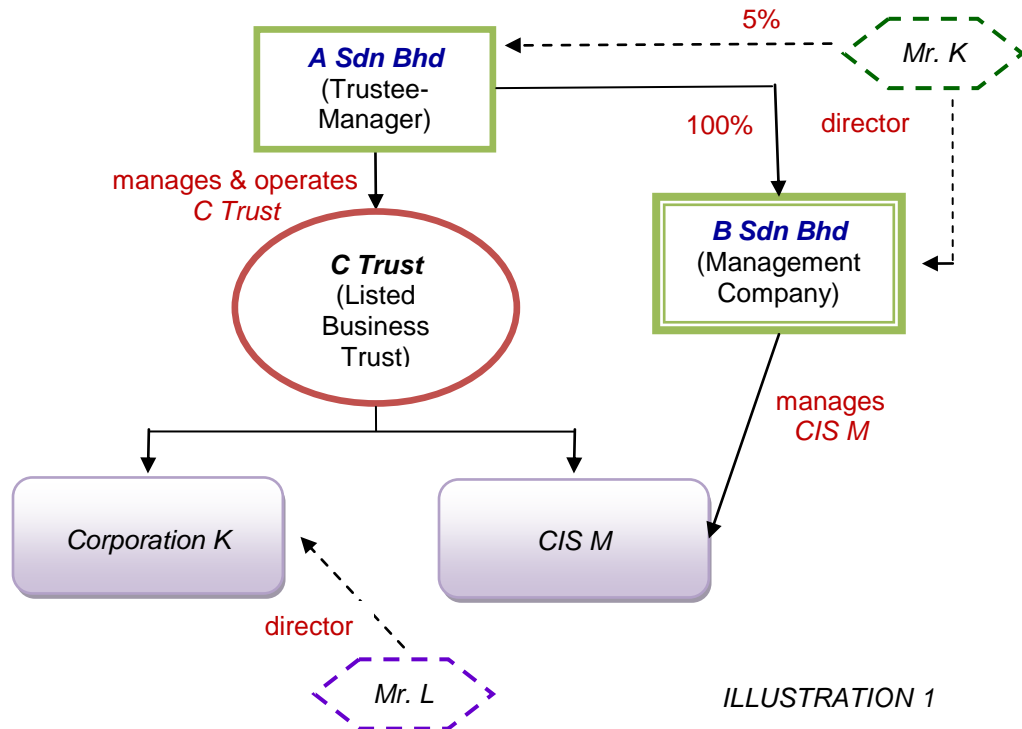 5%
A Sdn Bhd
(Trustee-
Manager)
Mr. K
100%
director
manages & operates
C Trust
B Sdn Bhd
(Management
Company)
C Trust
(Listed
Business
Trust)
manages
CIS M
Corporation K
CIS M
director
Mr. L
ILLUSTRATION 1